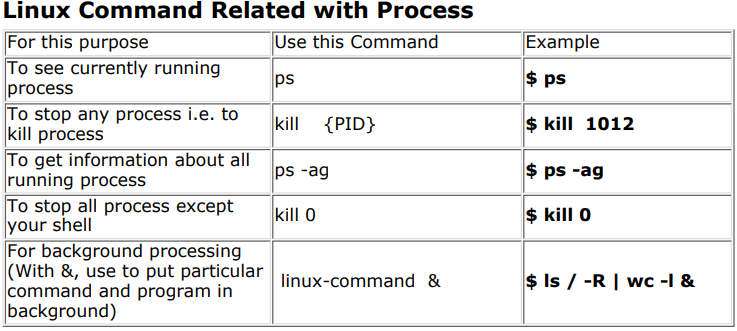 Linux Command Related with Process
For this purpose Use this Command Example
To see currently running
process
ps
$ ps
To stop any process i.e. to
kill process
kill {PID}
$ kill 1012
To get information about all
running process
ps -ag
$ ps -ag
To stop all process except
your shell
kill 0
$ kill 0
For background processing
(With &, use to put particular
command and program in
background)
linux-command &
$ ls / -R | wc -l &